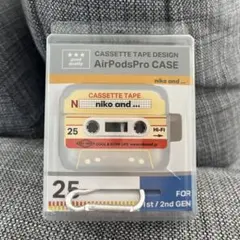 CASSETTE TAPE DESIGN
AirPodsPro CASE
niko and ...
CASSETTE TAPE
N niko and ...
25
Hi-Fi
25
FOR
1st / 2nd GEN